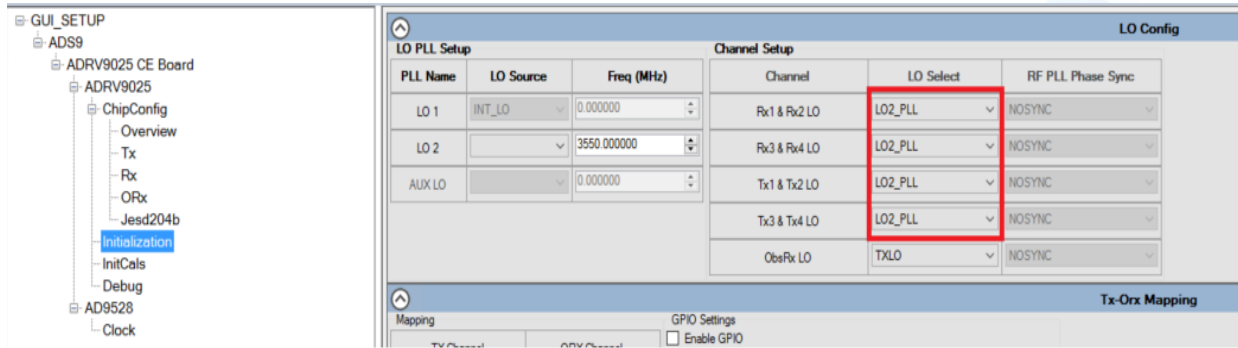 GUI_SETUP
ADS9
ADRV9025 CE Board
ADRV9025
ChipConfig
Overview
Tx
Rx
ORx
Jesd204b
Initialization
InitCals
Debug
AD9528
Clock
LO Config
LO PLL Setup
PLL Name LO Source Freq (MHz)
LO 1 INT_LO 0.000000
LO 2 3550.000000
AUX LO 0.000000
Channel Setup
Channel LO Select RF PLL Phase Sync
Rx1 & Rx2 LO LO2_PLL NOSYNC
Rx3 & Rx4 LO LO2_PLL NOSYNC
Tx1 & Tx2 LO LO2_PLL NOSYNC
Tx3 & Tx4 LO LO2_PLL NOSYNC
ObsRx LO TXLO NOSYNC
Tx-Orx Mapping
Mapping
GPIO Settings
Enable GPIO